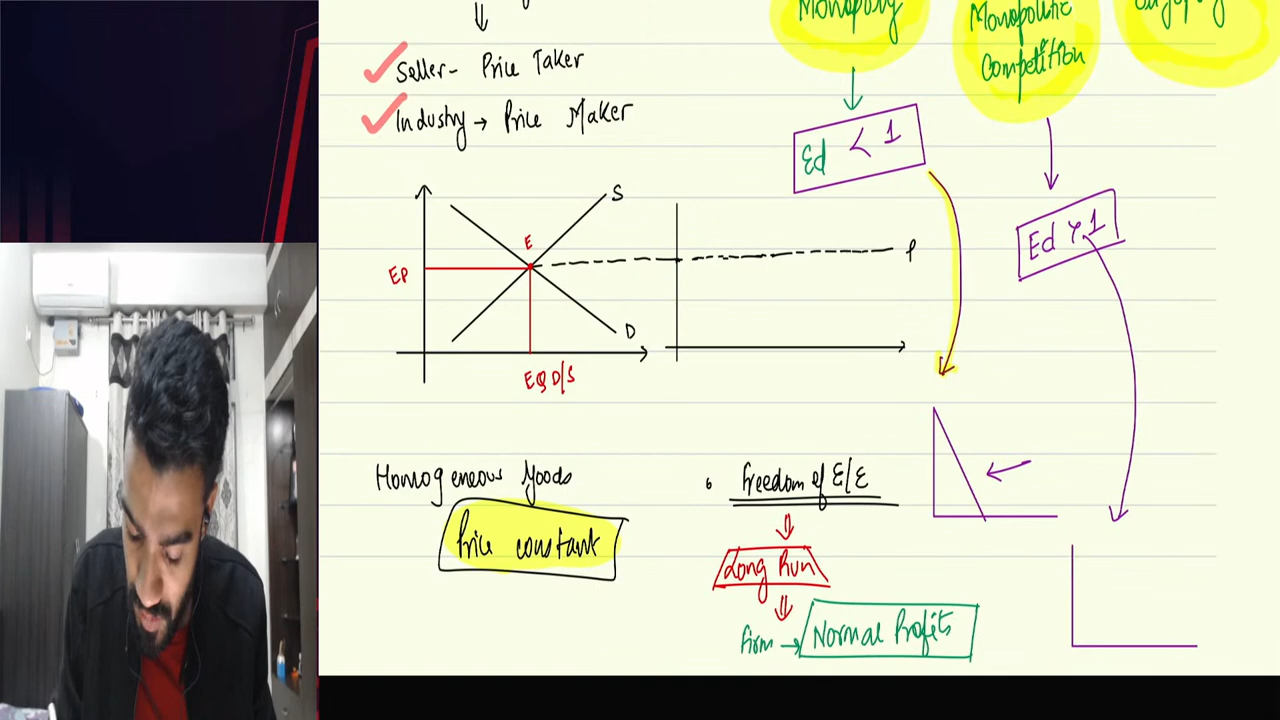 Monopoly
Monopolitic
Competition
Seller- Price Taker
Industry → Price Maker
Ed < 1
Ed > 1
S
E
EP
P
D
EQ D/S
Homogeneous Goods
Price constant
• Freedom of E/E
Long Run
firm → Normal Profits